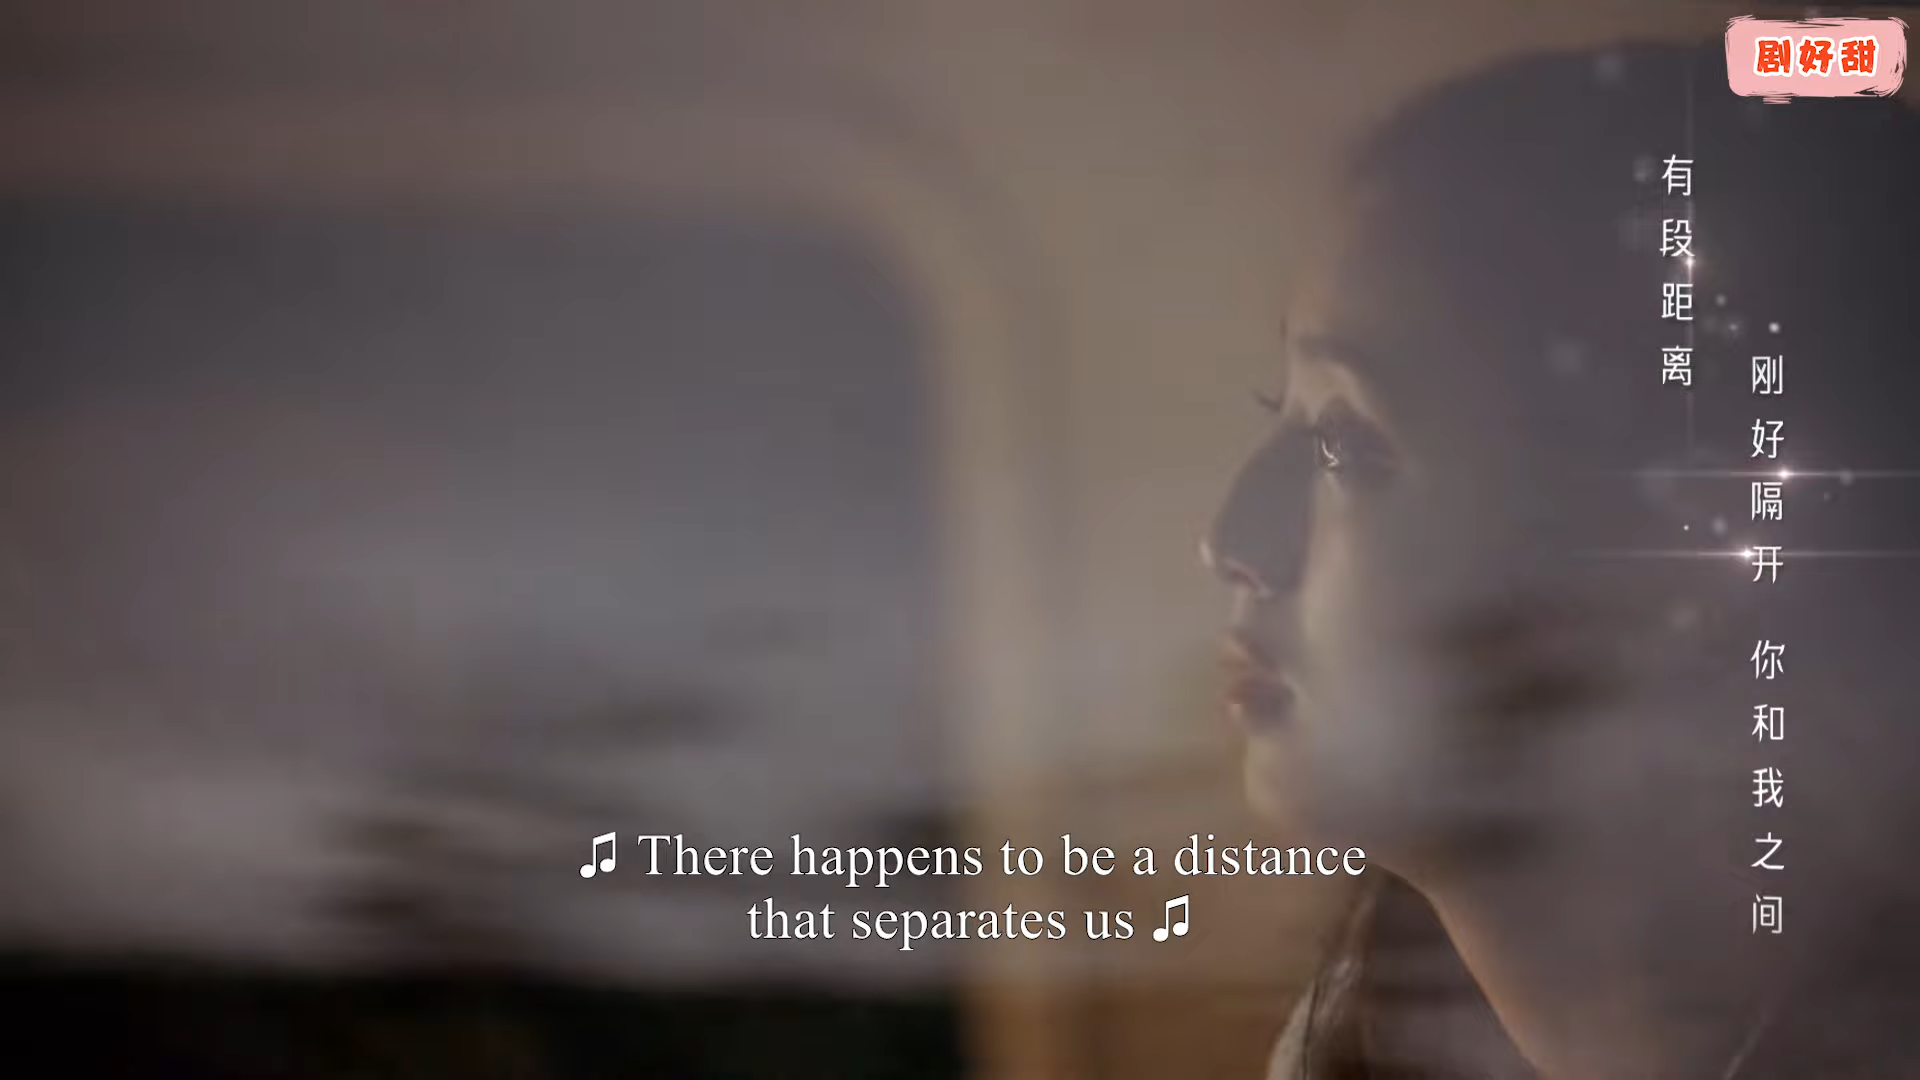 剧好甜
有段距离
刚好隔开 你和我之间
♫ There happens to be a distance
that separates us ♫